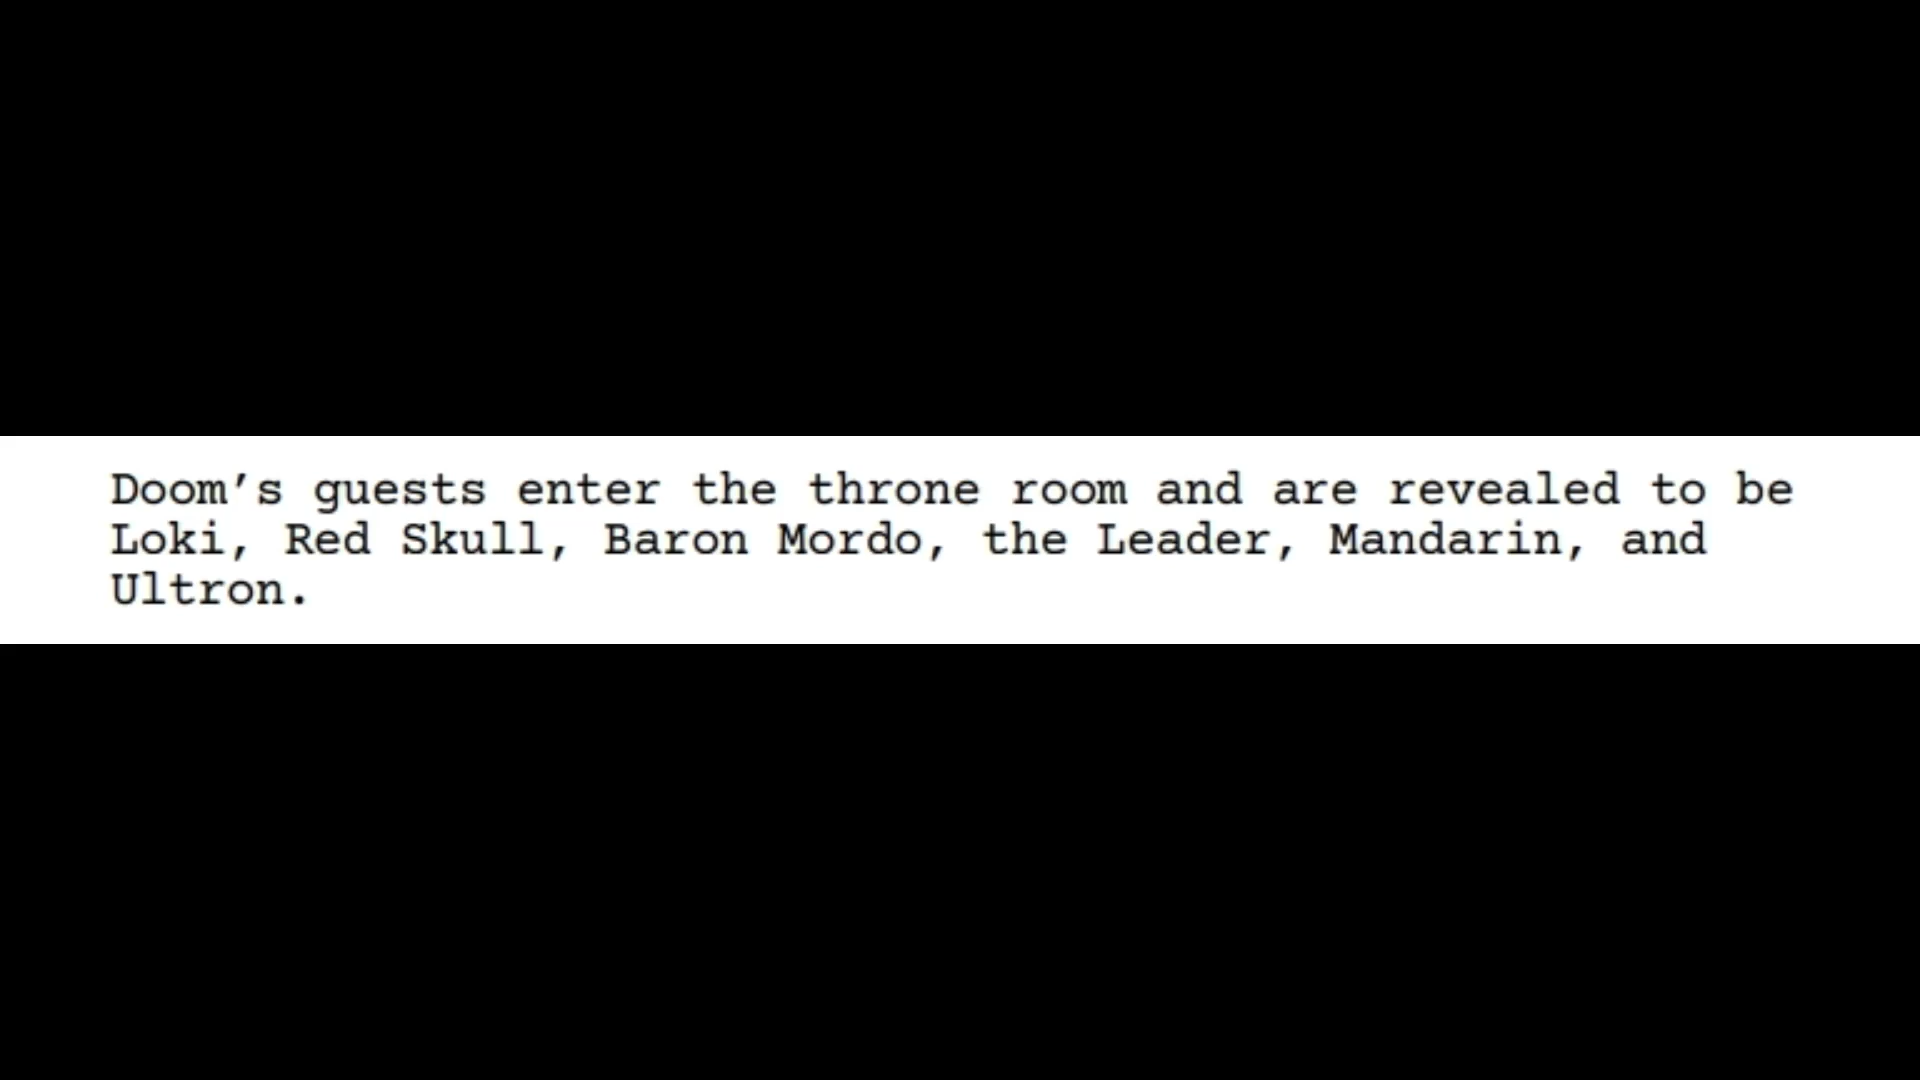 Doom’s guests enter the throne room and are revealed to be
Loki, Red Skull, Baron Mordo, the Leader, Mandarin, and
Ultron.